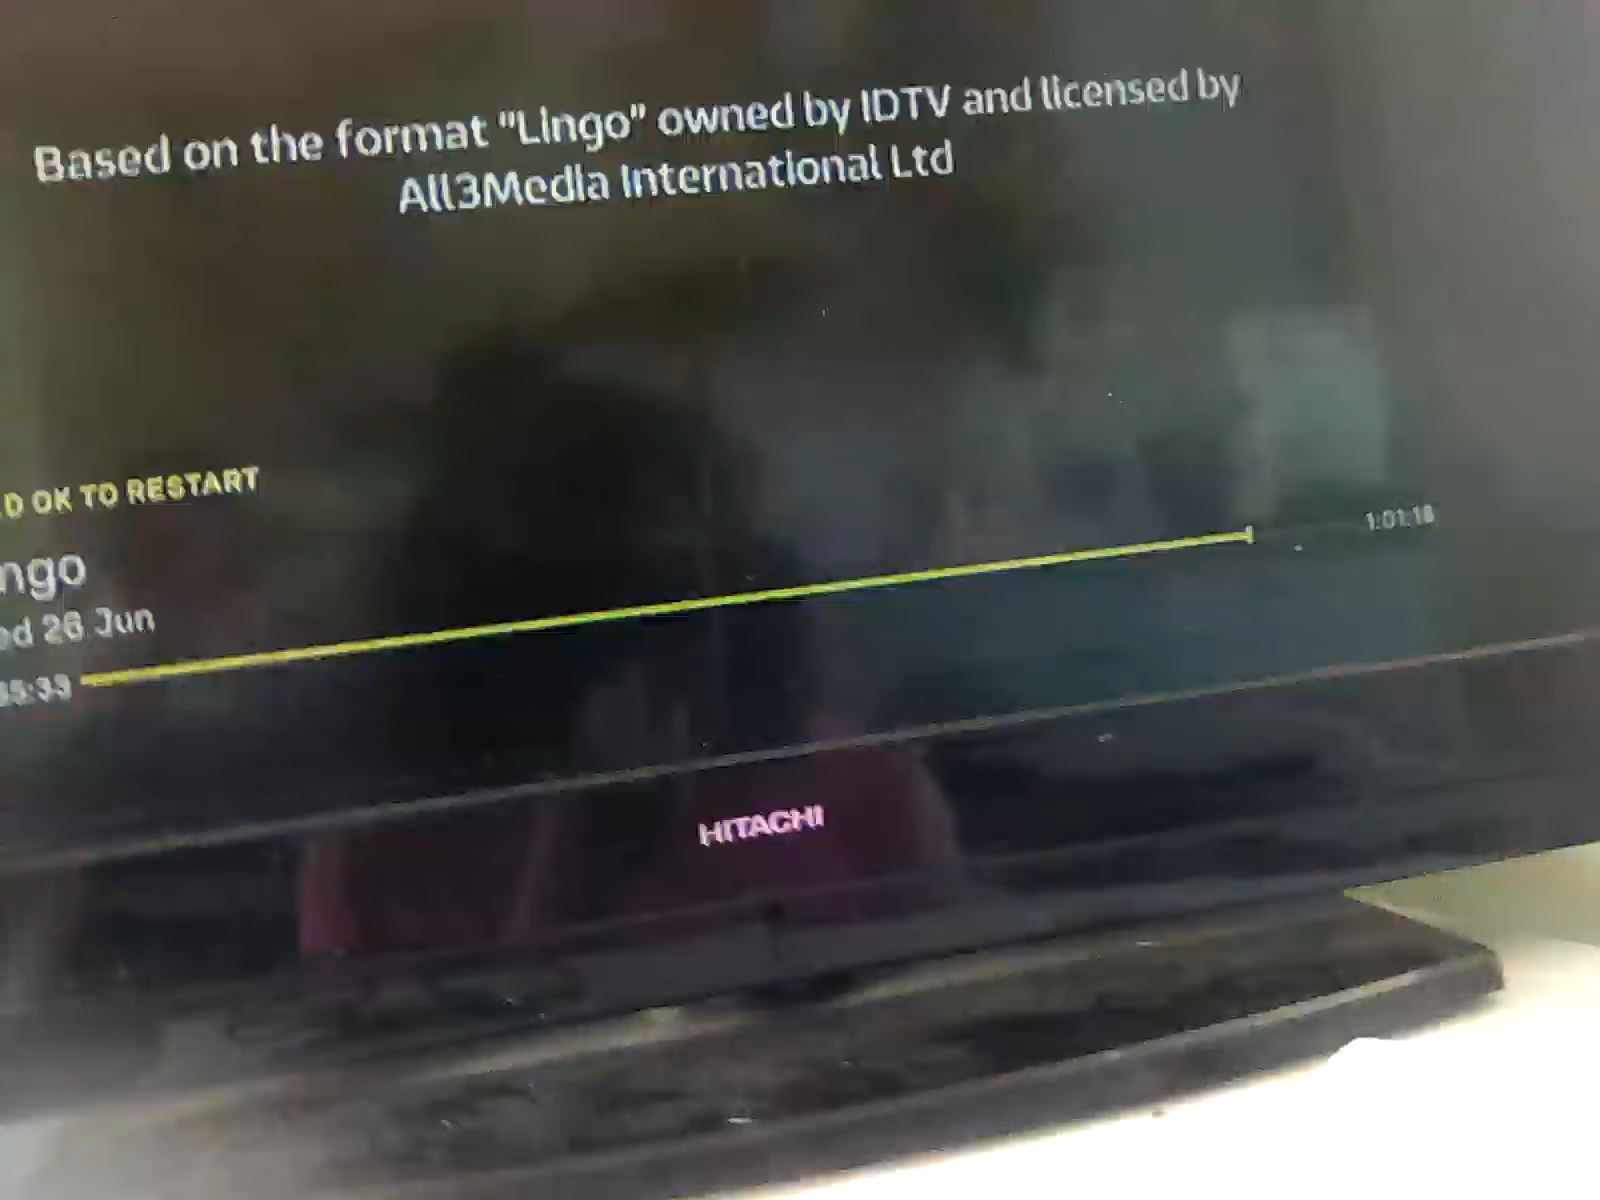 Based on the format "Lingo" owned by IDTV and licensed by
All3Media International Ltd
D OK TO RESTART
ngo
ed 26 Jun
1:01:18
HITACHI